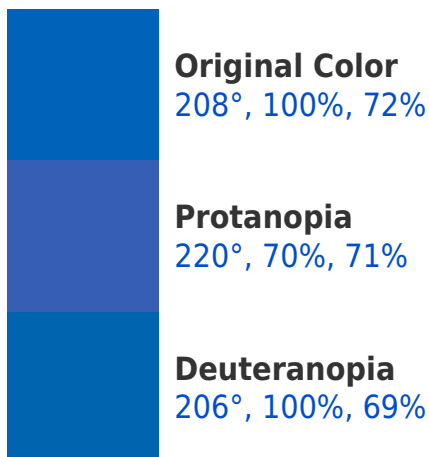 Original Color
208°, 100%, 72%
Protanopia
220°, 70%, 71%
Deuteranopia
206°, 100%, 69%